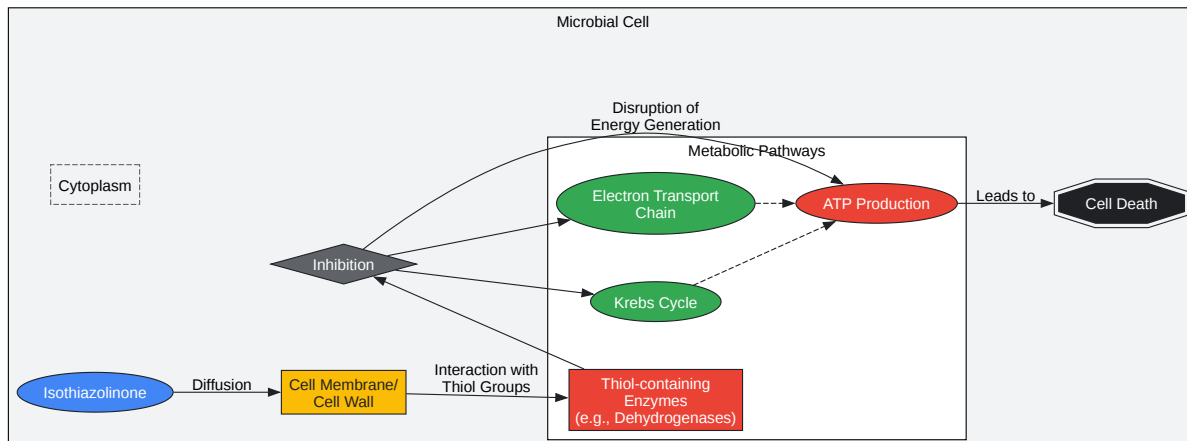 Microbial Cell
Disruption of
Energy Generation
Metabolic Pathways
Cytoplasm
Electron Transport
Chain
ATP Production
Leads to
Cell Death
Inhibition
Krebs Cycle
Isothiazolinone
Diffusion
Cell Membrane/
Cell Wall
Interaction with
Thiol Groups
Thiol-containing
Enzymes
(e.g., Dehydrogenases)